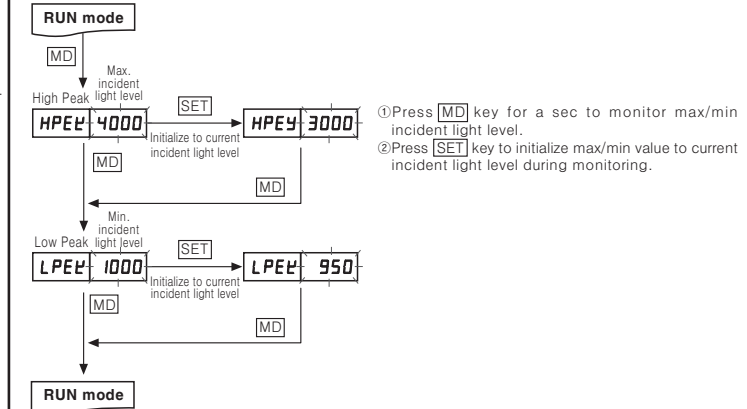 RUN mode
MD
Max.
incident
High Peak light level
HPEK 4000
SET
Initialize to current
incident light level
HPEY 3000
MD
MD
Min.
incident
Low Peak light level
LPEK 1000
SET
Initialize to current
incident light level
LPEK 950
MD
MD
RUN mode
①Press MD key for a sec to monitor max/min
incident light level.
②Press SET key to initialize max/min value to current
incident light level during monitoring.